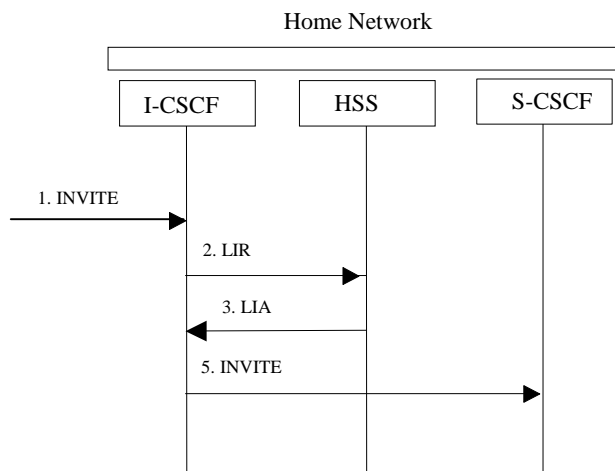 Home Network
I-CSCF
HSS
S-CSCF
1. INVITE
2. LIR
3. LIA
5. INVITE